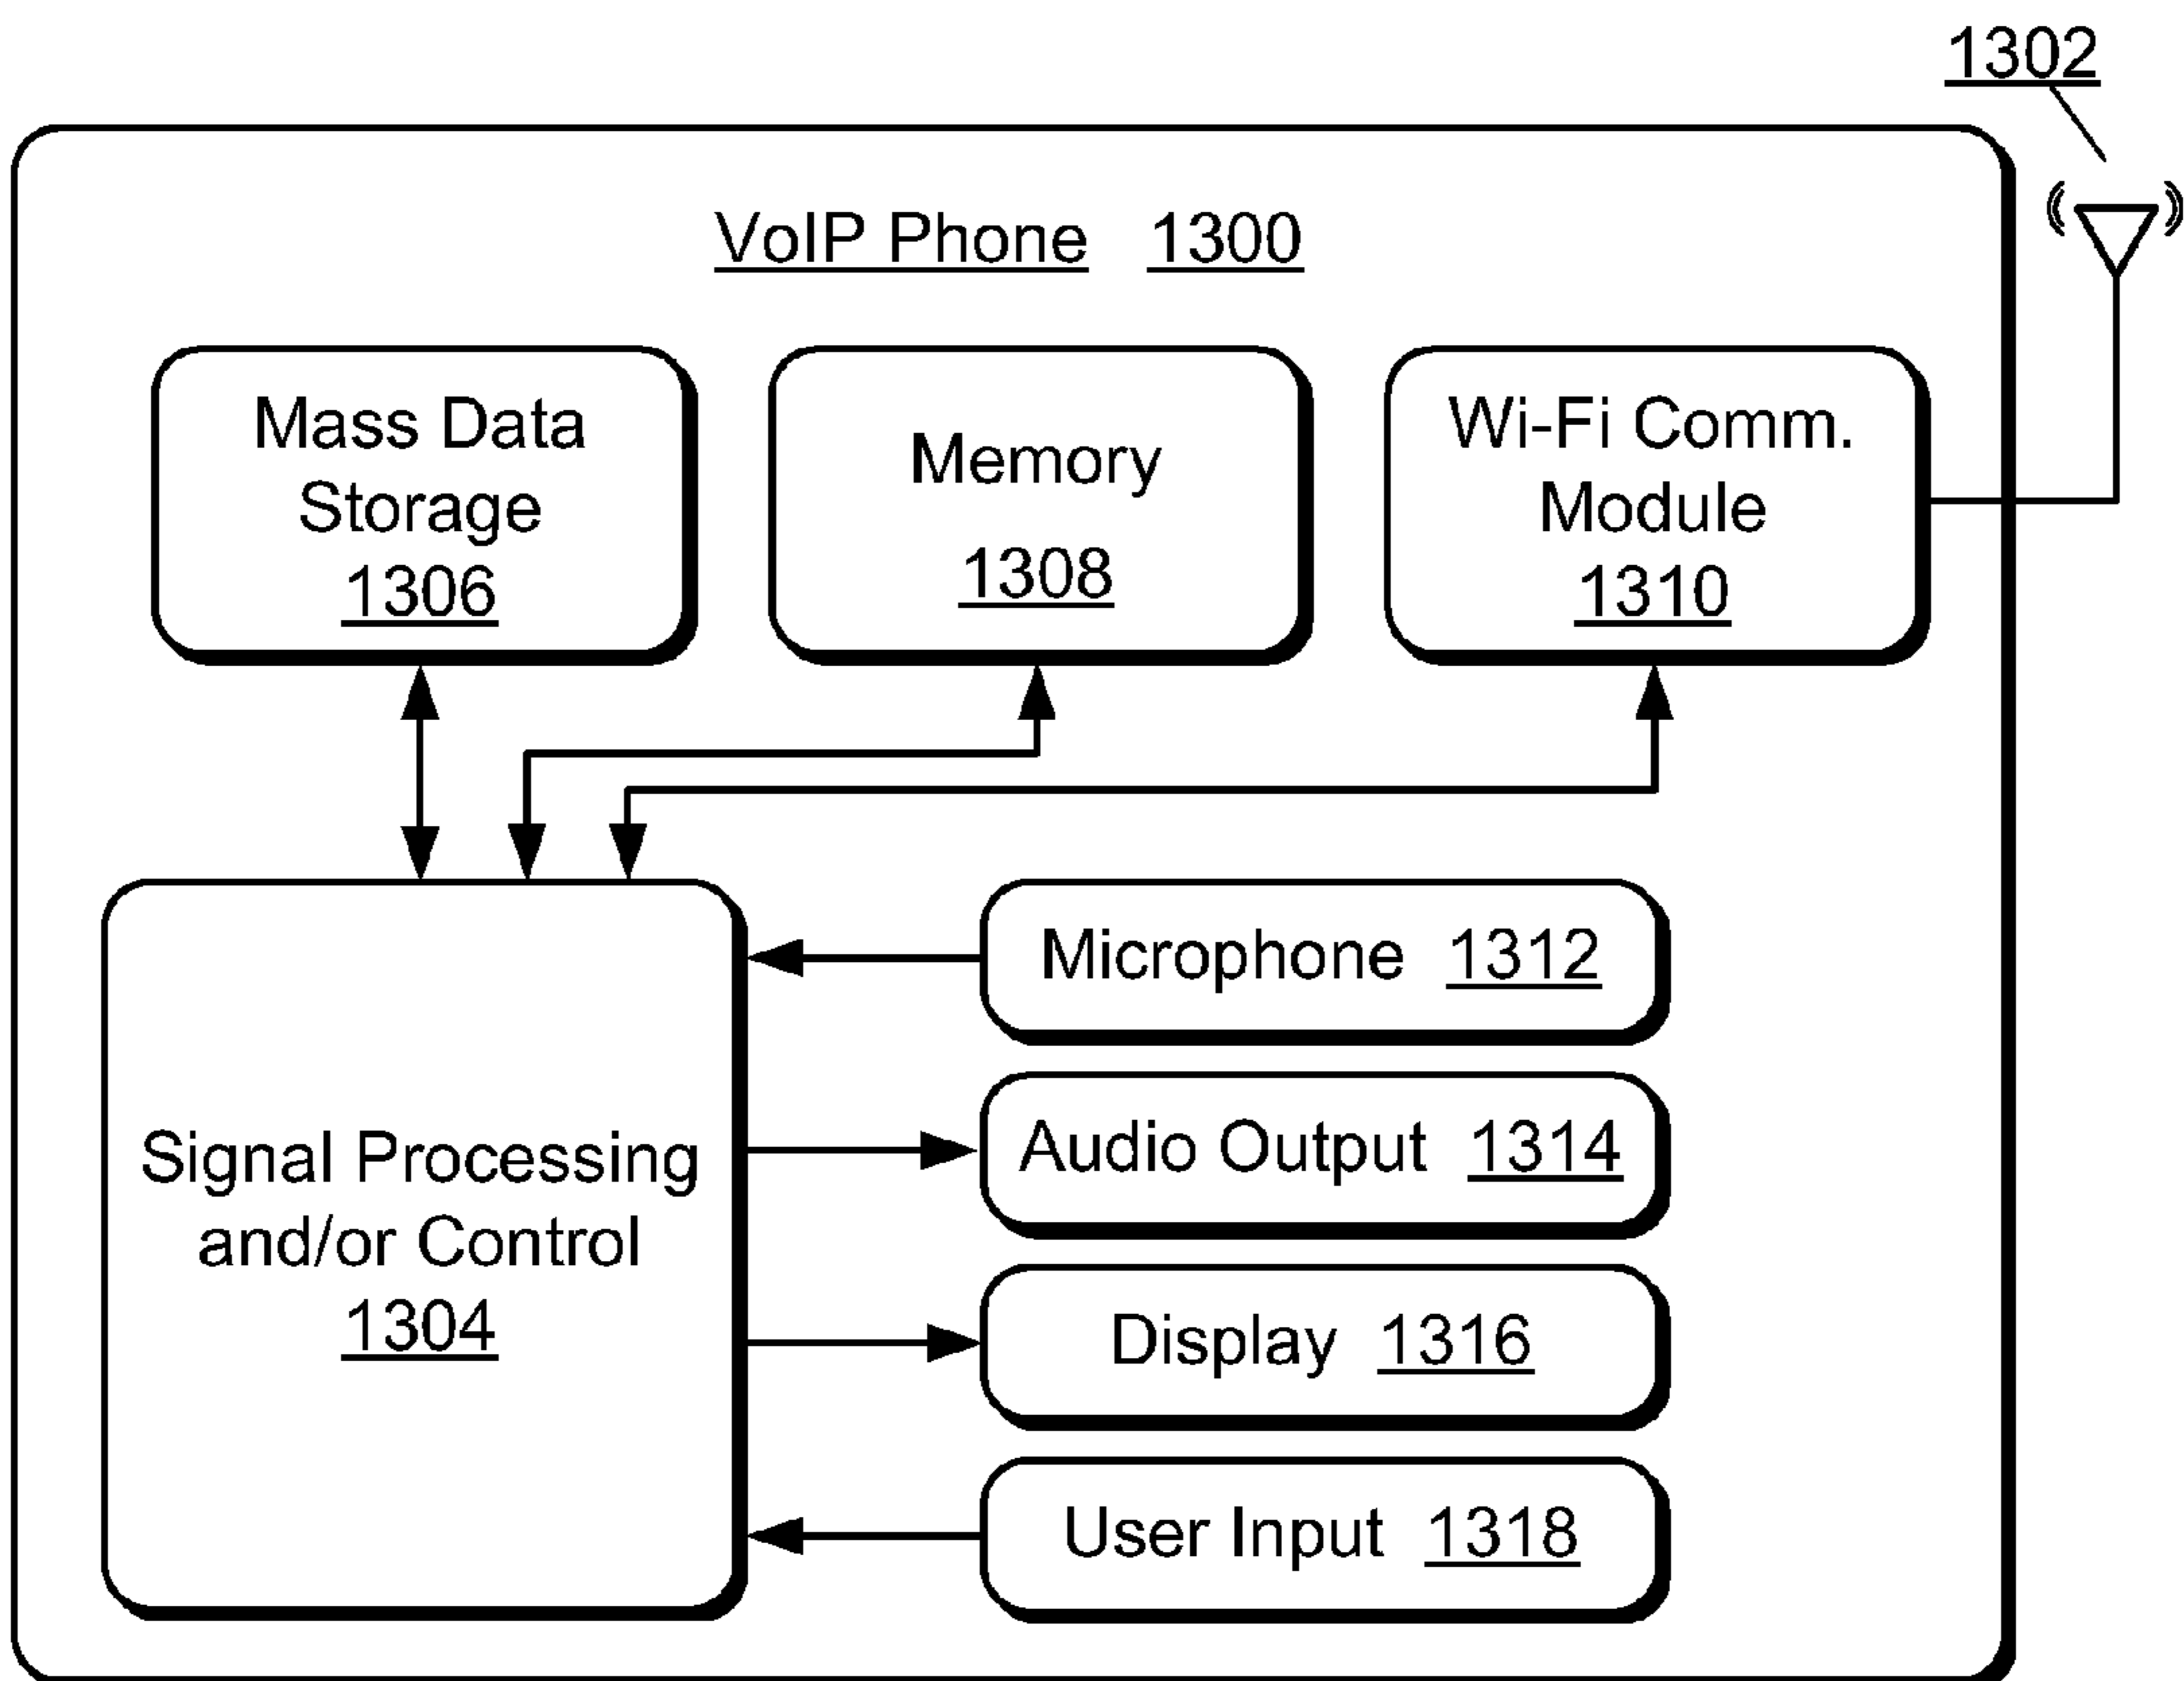 1302
VoIP Phone 1300
Mass Data
Storage
1306
Memory
1308
Wi-Fi Comm.
Module
1310
Signal Processing
and/or Control
1304
Microphone 1312
Audio Output 1314
Display 1316
User Input 1318